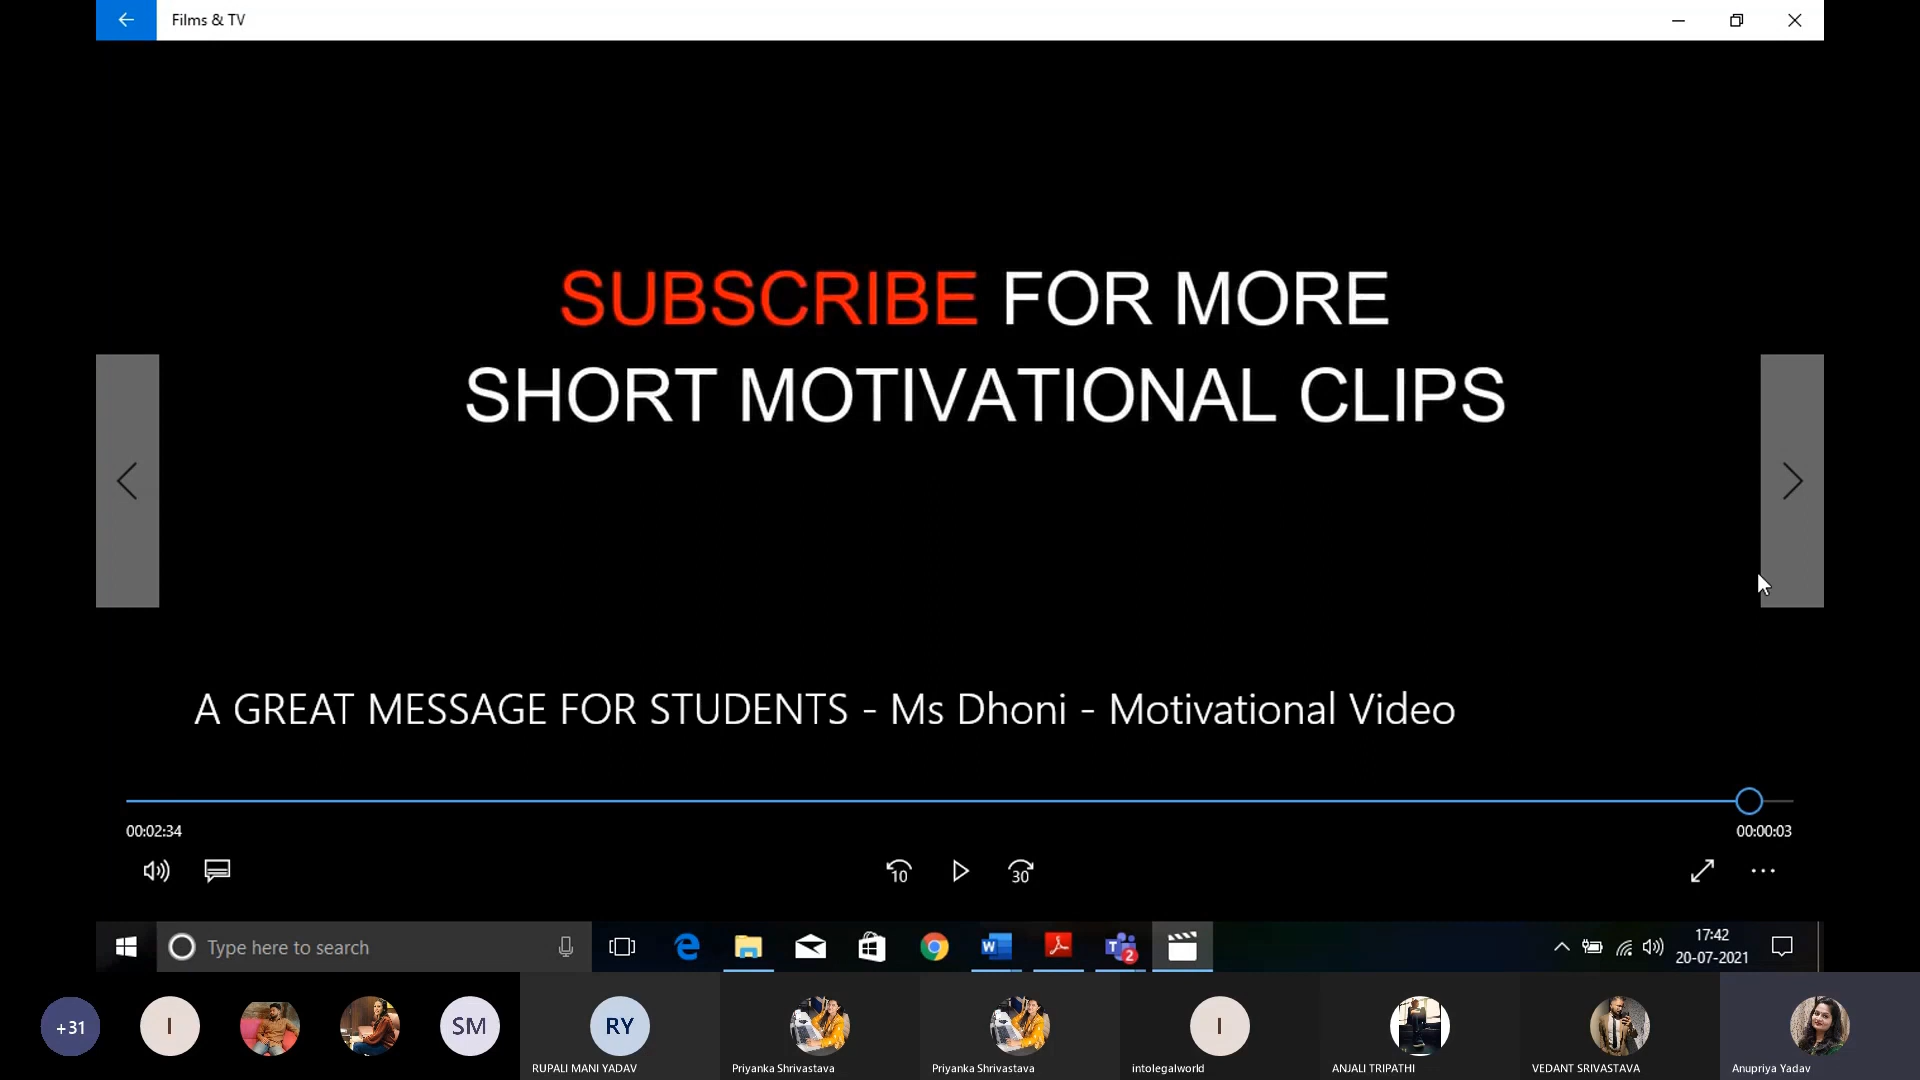 Films & TV
SUBSCRIBE FOR MORE
SHORT MOTIVATIONAL CLIPS
A GREAT MESSAGE FOR STUDENTS - Ms Dhoni - Motivational Video
00:02:34
00:00:03
10
30
Type here to search
2
17:42
20-07-2021
+31
I
SM
RY
I
RUPALI MANI YADAV
Priyanka Shrivastava
Priyanka Shrivastava
intolegalworld
ANJALI TRIPATHI
VEDANT SRIVASTAVA
Anupriya Yadav